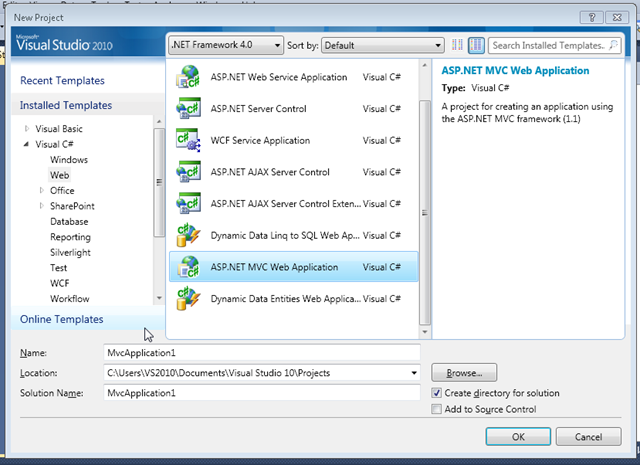 New Project
Microsoft
Visual Studio 2010
.NET Framework 4.0
Sort by: Default
Search Installed Templates
Recent Templates
Installed Templates
Visual Basic
Visual C#
Windows
Web
Office
SharePoint
Database
Reporting
Silverlight
Test
WCF
Workflow
Online Templates
ASP.NET Web Service Application Visual C#
ASP.NET Server Control Visual C#
WCF Service Application Visual C#
ASP.NET AJAX Server Control Visual C#
ASP.NET AJAX Server Control Exten... Visual C#
Dynamic Data Linq to SQL Web Ap... Visual C#
ASP.NET MVC Web Application Visual C#
Dynamic Data Entities Web Applica... Visual C#
ASP.NET MVC Web Application
Type: Visual C#
A project for creating an application using
the ASP.NET MVC framework (1.1)
Name: MvcApplication1
Location: C:\Users\VS2010\Documents\Visual Studio 10\Projects
Browse...
Solution Name: MvcApplication1
Create directory for solution
Add to Source Control
OK
Cancel